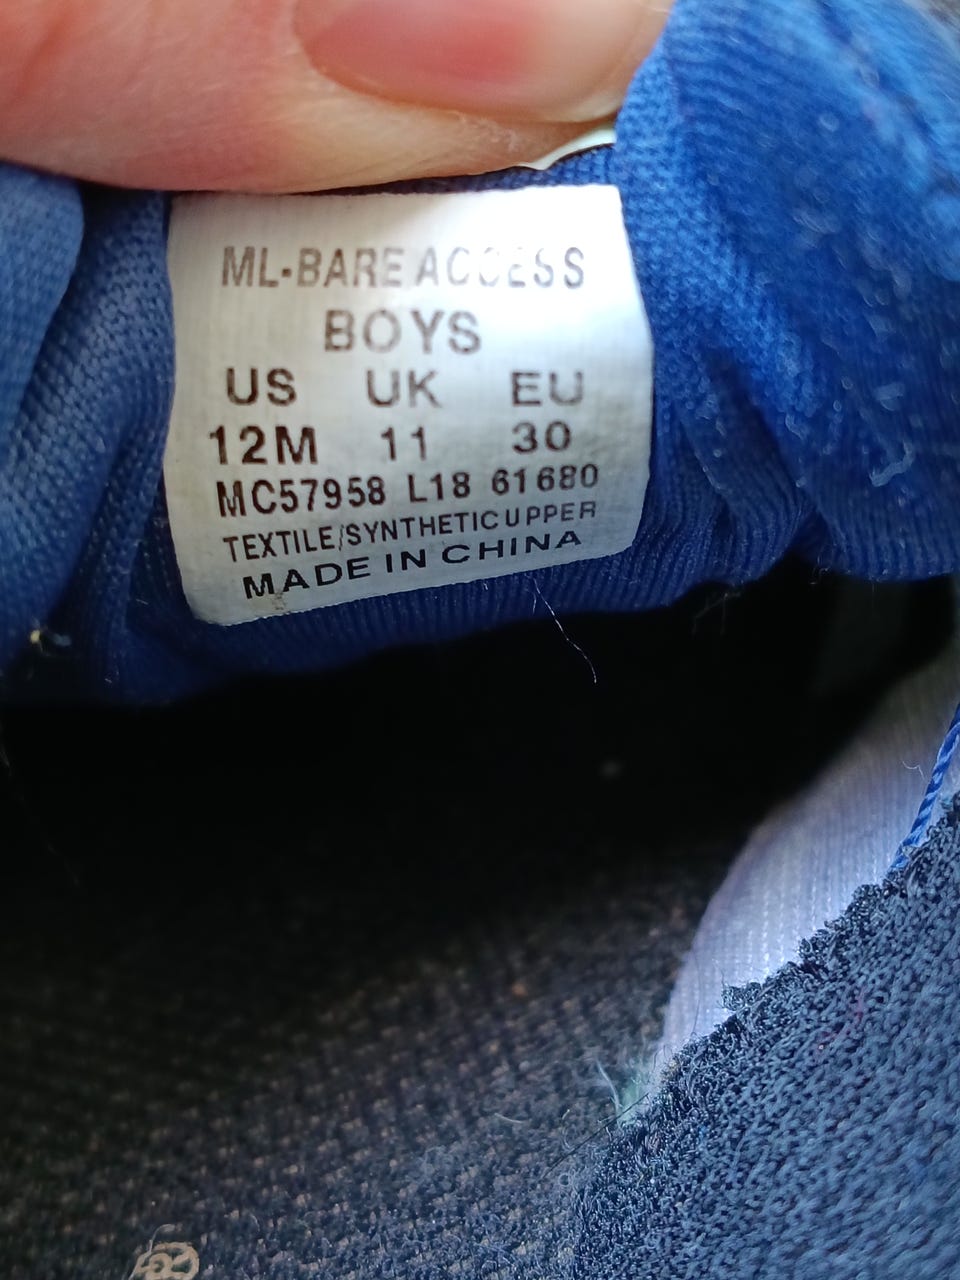 ML-BARE ACCESS
BOYS
US UK EU
12M 11 30
MC57958 L18 61680
TEXTILE/SYNTHETIC UPPER
MADE IN CHINA